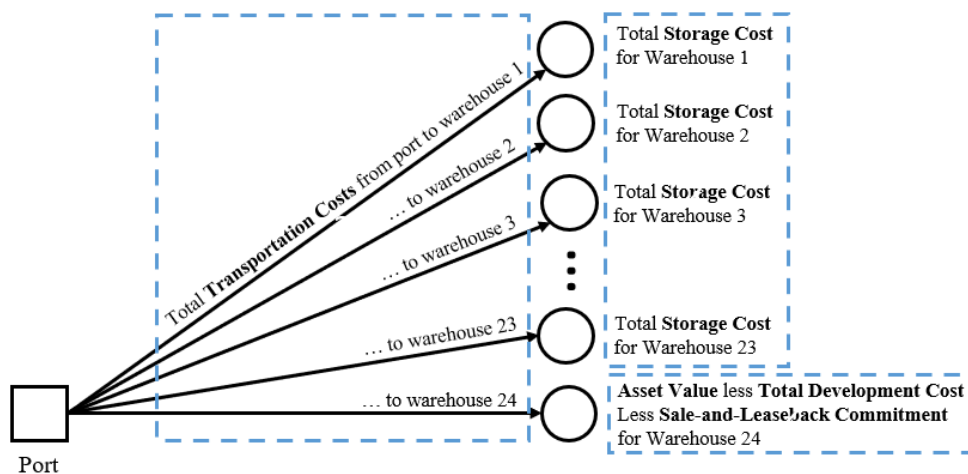 Total Storage Cost
for Warehouse 1
Total Transportation Costs from port to warehouse 1
Total Storage Cost
for Warehouse 2
... to warehouse 2
Total Storage Cost
for Warehouse 3
... to warehouse 3
Total Storage Cost
for Warehouse 23
... to warehouse 23
Asset Value less Total Development Cost
Less Sale-and-Leaseback Commitment
for Warehouse 24
... to warehouse 24
Port